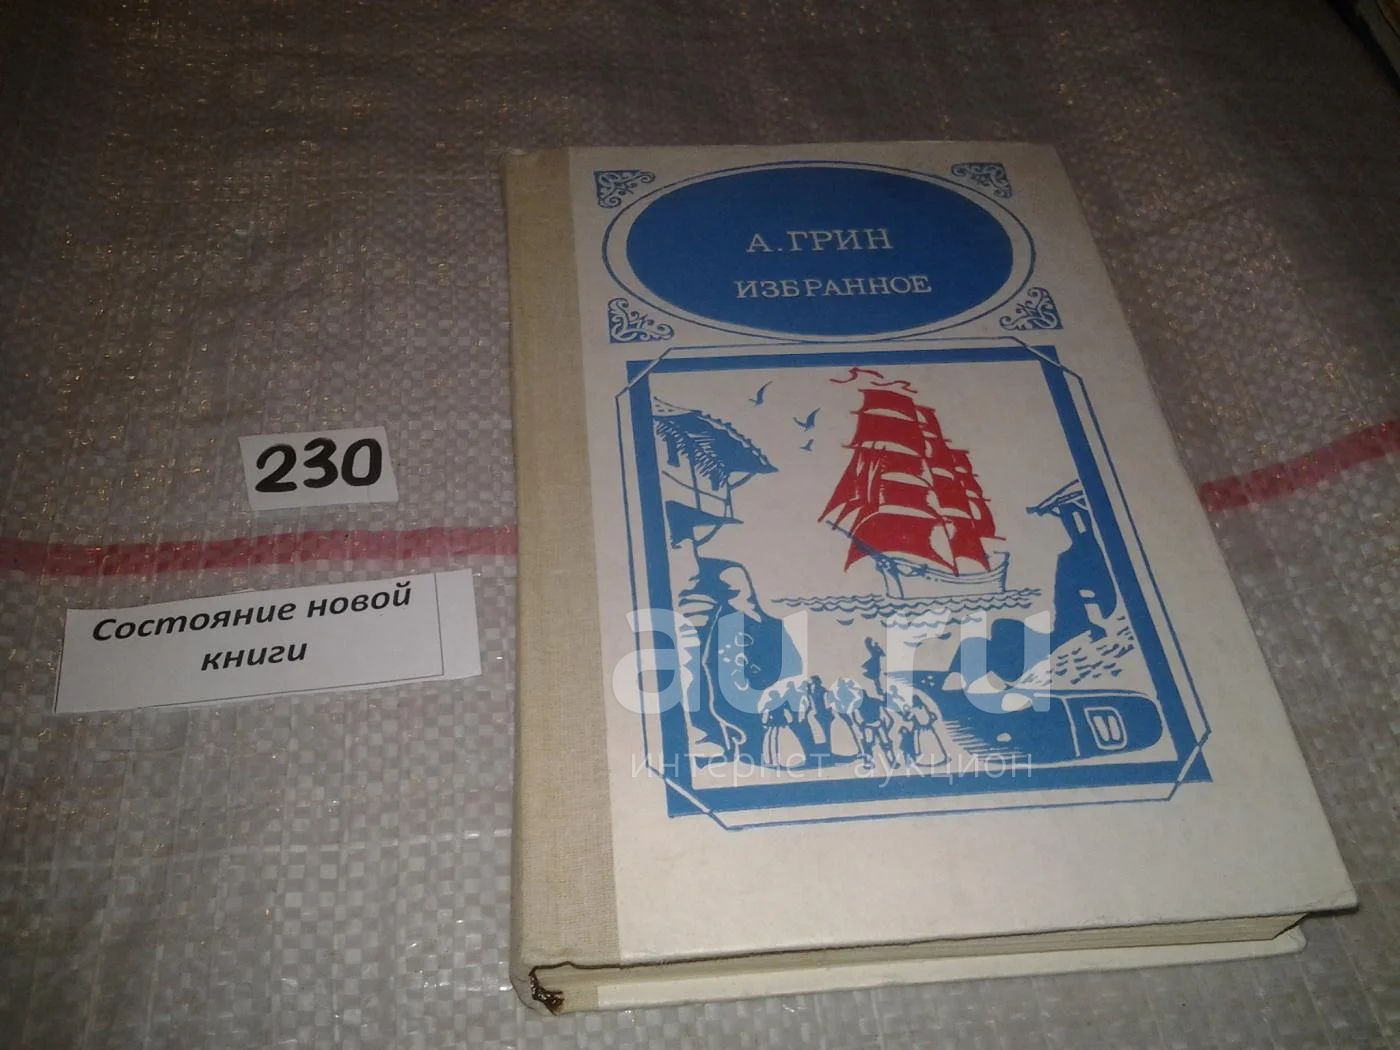 А.ГРИН
ИЗБРАННОЕ
230
Состояние новой
книги
au.ru
интернет аукцион